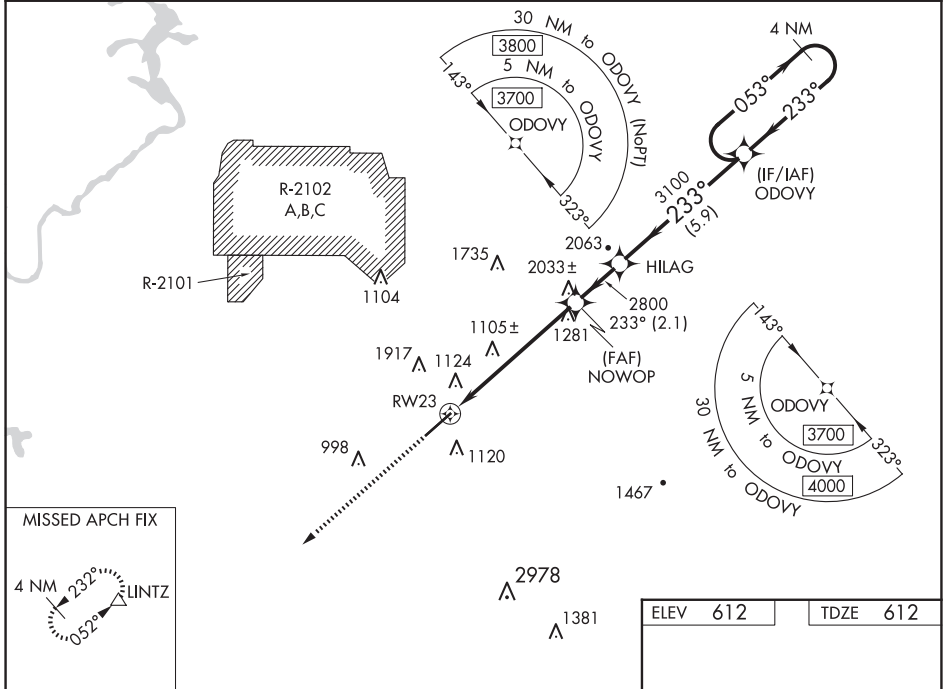 30 NM to ODOVY (NoPT)
3800
5 NM to ODOVY
3700
143°
ODOVY
323°
4 NM
053°
233°
(IF/IAF)
ODOVY
3100
233°
(5.9)
R-2102
A,B,C
R-2101
1104
1735
2063
HILAG
2033±
2800
233° (2.1)
1281
(FAF)
NOWOP
1105±
1917
1124
RW23
998
1120
1467
143°
ODOVY
5 NM to ODOVY
3700
323°
30 NM to ODOVY
4000
MISSED APCH FIX
4 NM
232°
LINTZ
052°
2978
1381
ELEV 612
TDZE 612